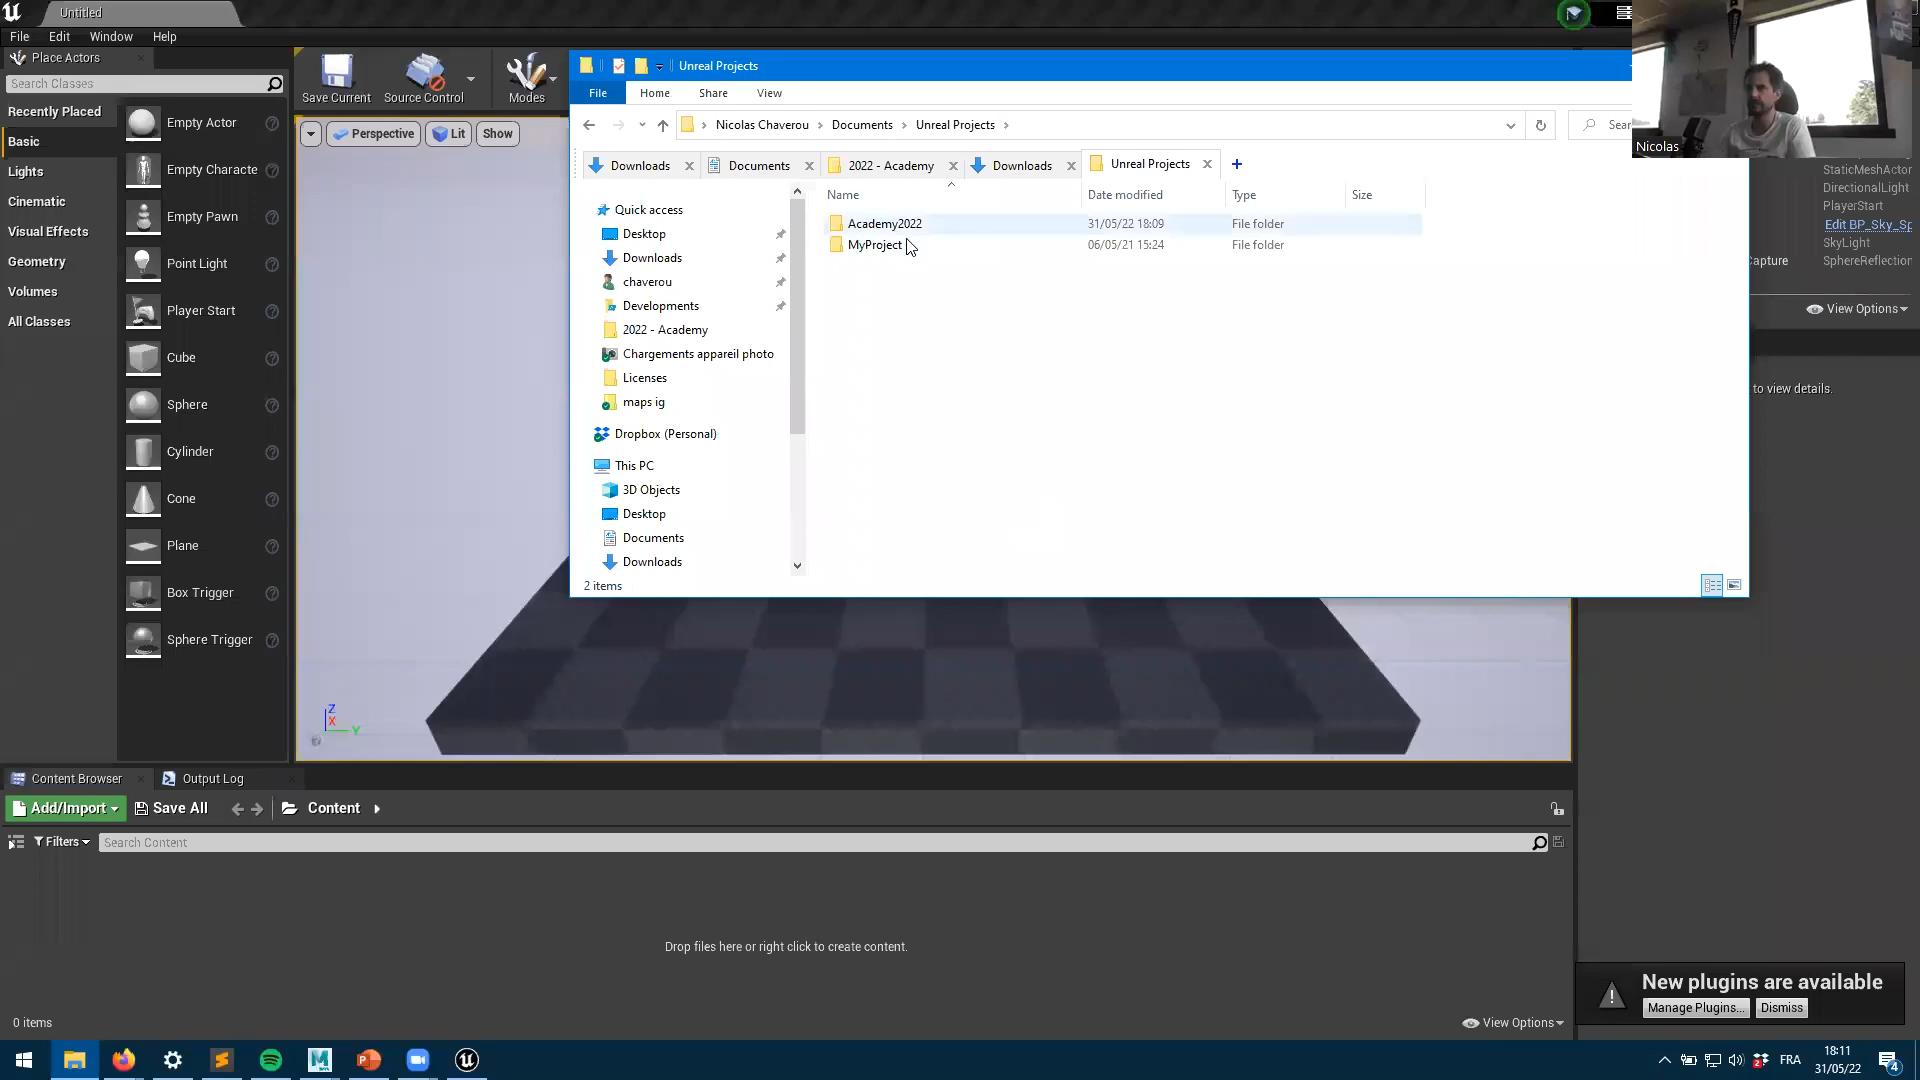 Untitled
File Edit Window Help
Place Actors
Search Classes
Recently Placed
Basic
Lights
Cinematic
Visual Effects
Geometry
Volumes
All Classes
Empty Actor
Empty Characte
Empty Pawn
Point Light
Player Start
Cube
Sphere
Cylinder
Cone
Plane
Box Trigger
Sphere Trigger
Save Current
Source Control
Modes
Perspective
Lit
Show
Unreal Projects
File Home Share View
Nicolas Chaverou Documents Unreal Projects
Sear
Downloads
Documents
2022 - Academy
Downloads
Unreal Projects
Name Date modified Type Size
Academy2022 31/05/22 18:09 File folder
MyProject 06/05/21 15:24 File folder
Quick access
Desktop
Downloads
chaverou
Developments
2022 - Academy
Chargements appareil photo
Licenses
maps ig
Dropbox (Personal)
This PC
3D Objects
Desktop
Documents
Downloads
2 items
Nicolas
StaticMeshActor
DirectionalLight
PlayerStart
Edit BP_Sky_Sp
SkyLight
Capture
SphereReflection
View Options
to view details.
Z
X
Y
Content Browser
Output Log
Add/Import
Save All
Content
Filters
Search Content
Drop files here or right click to create content.
0 items
View Options
New plugins are available
Manage Plugins...
Dismiss
FRA
18:11
31/05/22
4